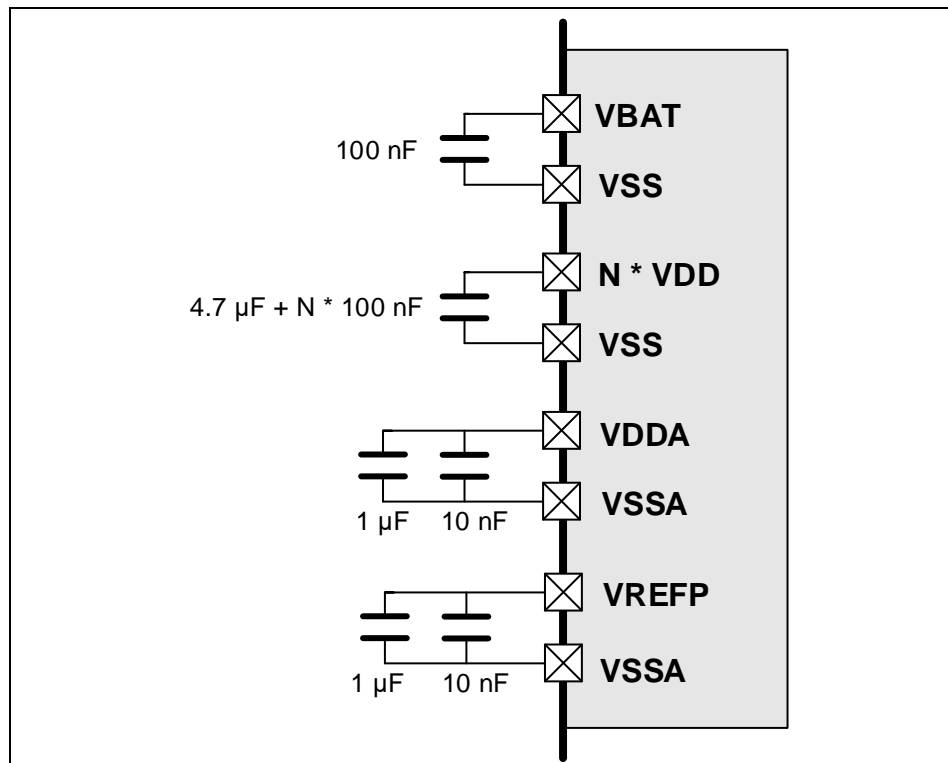 VBAT
100 nF
VSS
N * VDD
4.7 µF + N * 100 nF
VSS
VDDA
VSSA
1 µF 10 nF
VREFP
VSSA
1 µF 10 nF